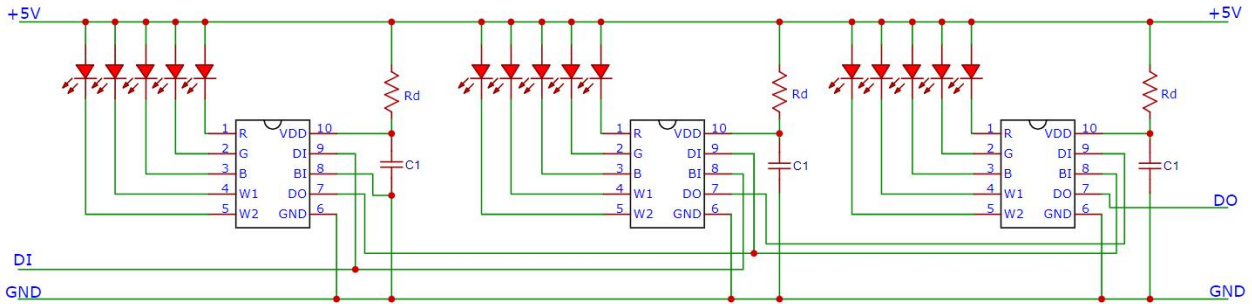 +5V +5V
Rd Rd Rd
1 R VDD 10 1 R VDD 10 1 R VDD 10
2 G DI 9 2 G DI 9 2 G DI 9
C1 C1 C1
3 B BI 8 3 B BI 8 3 B BI 8
4 W1 DO 7 4 W1 DO 7 4 W1 DO 7
DO
5 W2 GND 6 5 W2 GND 6 5 W2 GND 6
DI
GND GND